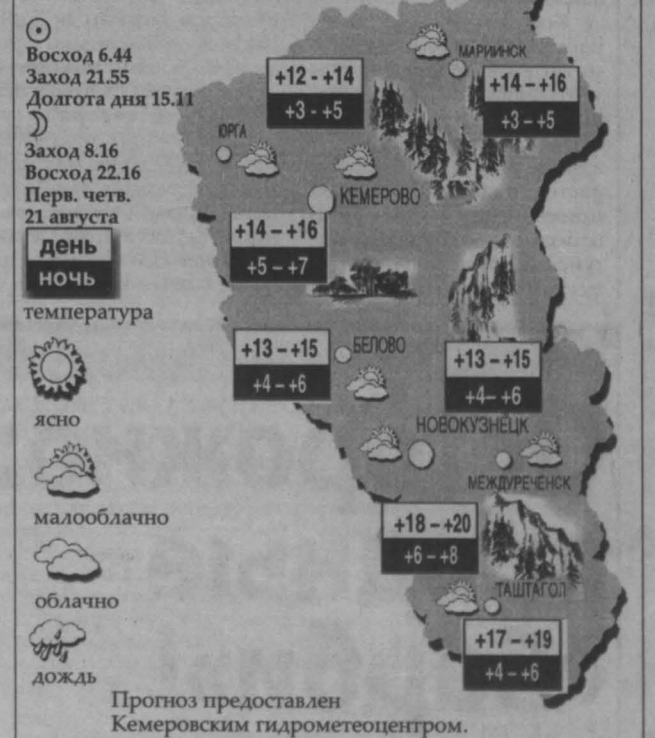 Восход 6.44
Заход 21.55
Долгота дня 15.11
Заход 8.16
Восход 22.16
Перв. четв.
21 августа
день
ночь
температура
ясно
малооблачно
облачно
дождь
МАРИИНСК
+12 - +14
+3 - +5
+14 – +16
+3 – +5
ЮРГА
КЕМЕРОВО
+14 – +16
+5 – +7
+13 – +15
+4 – +6
БЕЛОВО
+13 – +15
+4– +6
НОВОКУЗНЕЦК
МЕЖДУРЕЧЕНСК
+18 – +20
+6 – +8
ТАШТАГОЛ
+17 – +19
+4 – +6
Прогноз предоставлен
Кемеровским гидрометеоцентром.